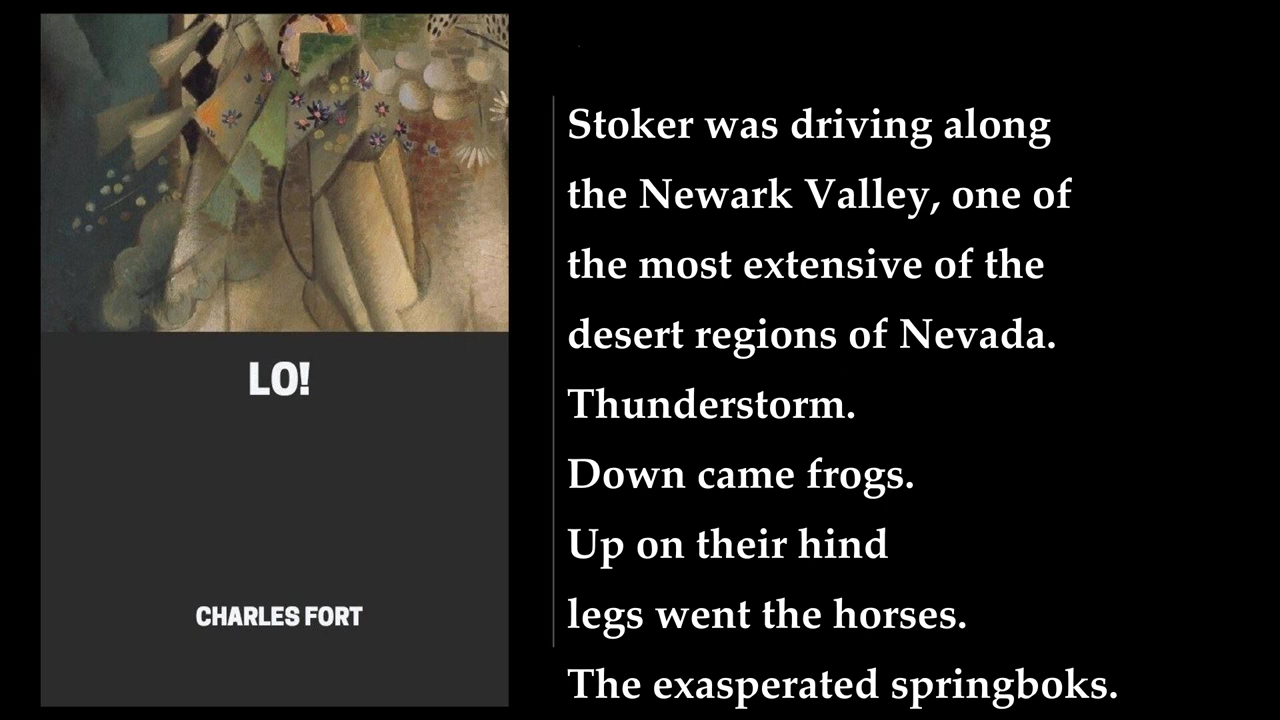 LO!
CHARLES FORT
Stoker was driving along
the Newark Valley, one of
the most extensive of the
desert regions of Nevada.
Thunderstorm.
Down came frogs.
Up on their hind
legs went the horses.
The exasperated springboks.